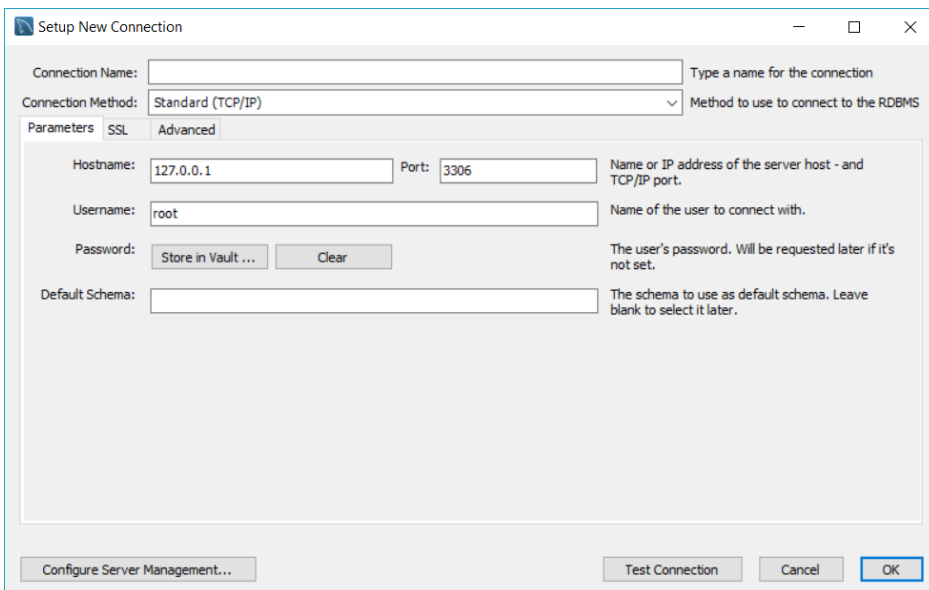 Setup New Connection
Connection Name:
Type a name for the connection
Connection Method: Standard (TCP/IP)
Method to use to connect to the RDBMS
Parameters SSL Advanced
Hostname: 127.0.0.1 Port: 3306
Name or IP address of the server host - and
TCP/IP port.
Username: root
Name of the user to connect with.
Password: Store in Vault ... Clear
The user's password. Will be requested later if it's
not set.
Default Schema:
The schema to use as default schema. Leave
blank to select it later.
Configure Server Management... Test Connection Cancel OK